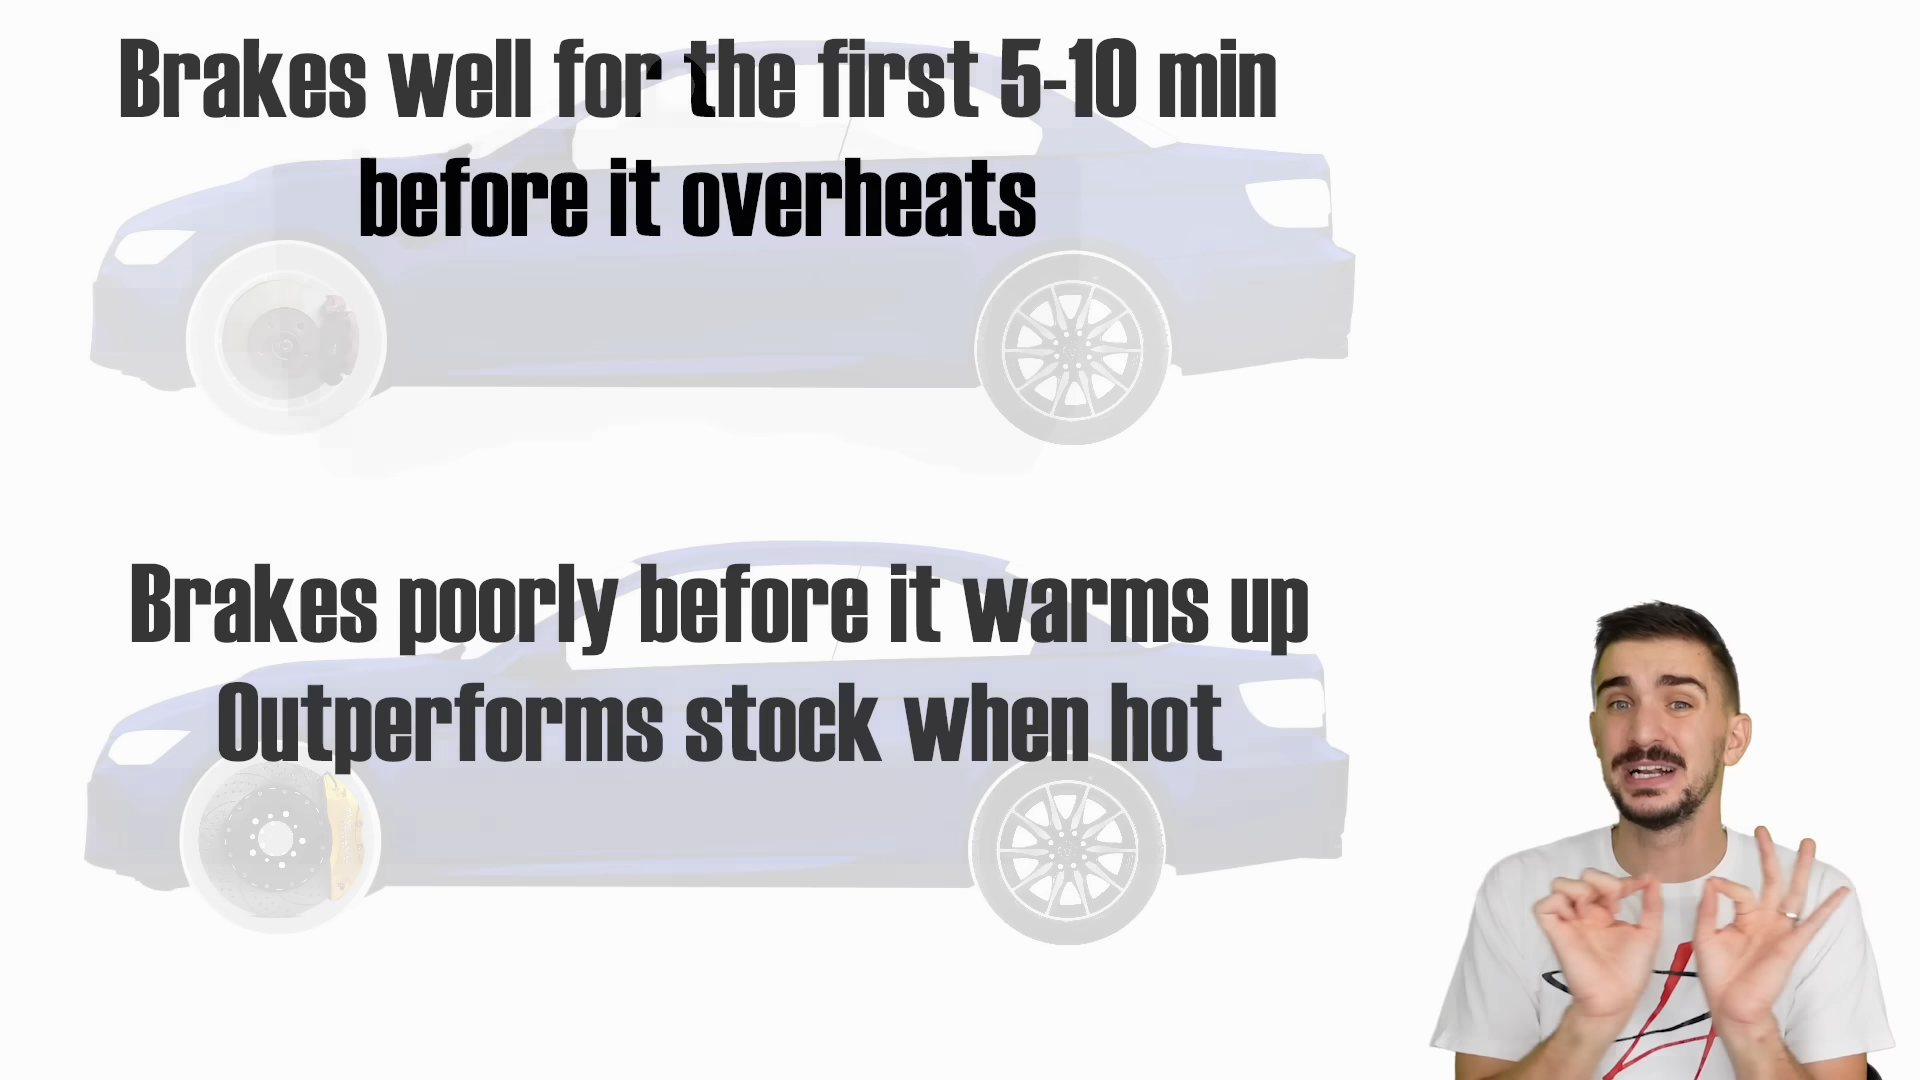 Brakes well for the first 5-10 min
before it overheats
Brakes poorly before it warms up
Outperforms stock when hot